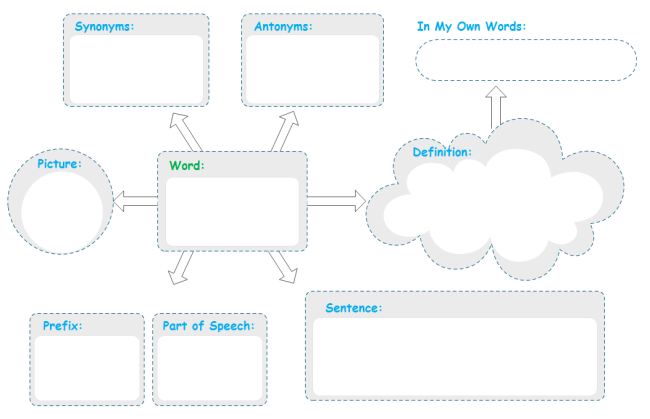 Synonyms:
Antonyms:
In My Own Words:
Picture:
Word:
Definition:
Prefix:
Part of Speech:
Sentence: